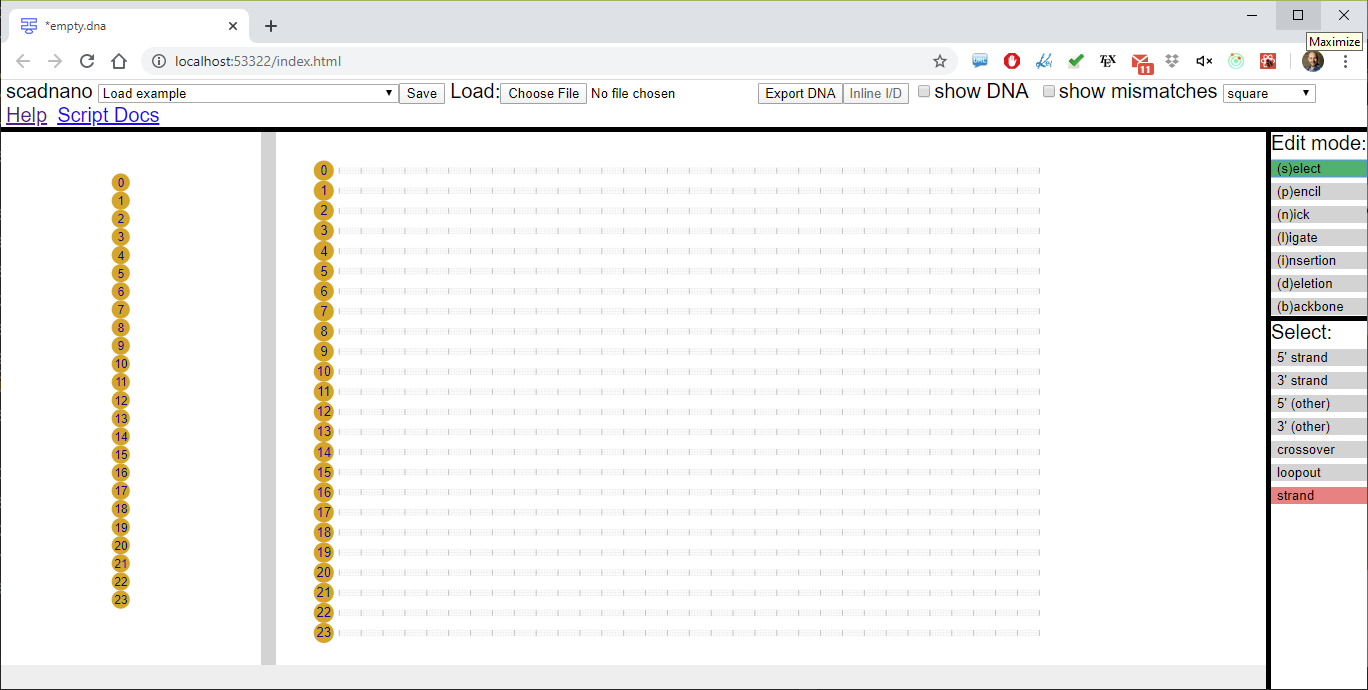 *empty.dna
Maximize
localhost:53322/index.html
11
scadnano Load example Save Load: Choose File No file chosen Export DNA Inline I/D show DNA show mismatches square
Help Script Docs
0
1
2
3
4
5
6
7
8
9
10
11
12
13
14
15
16
17
18
19
20
21
22
23
0
1
2
3
4
5
6
7
8
9
10
11
12
13
14
15
16
17
18
19
20
21
22
23
Edit mode:
(s)elect
(p)encil
(n)ick
(l)igate
(i)nsertion
(d)eletion
(b)ackbone
Select:
5' strand
3' strand
5' (other)
3' (other)
crossover
loopout
strand